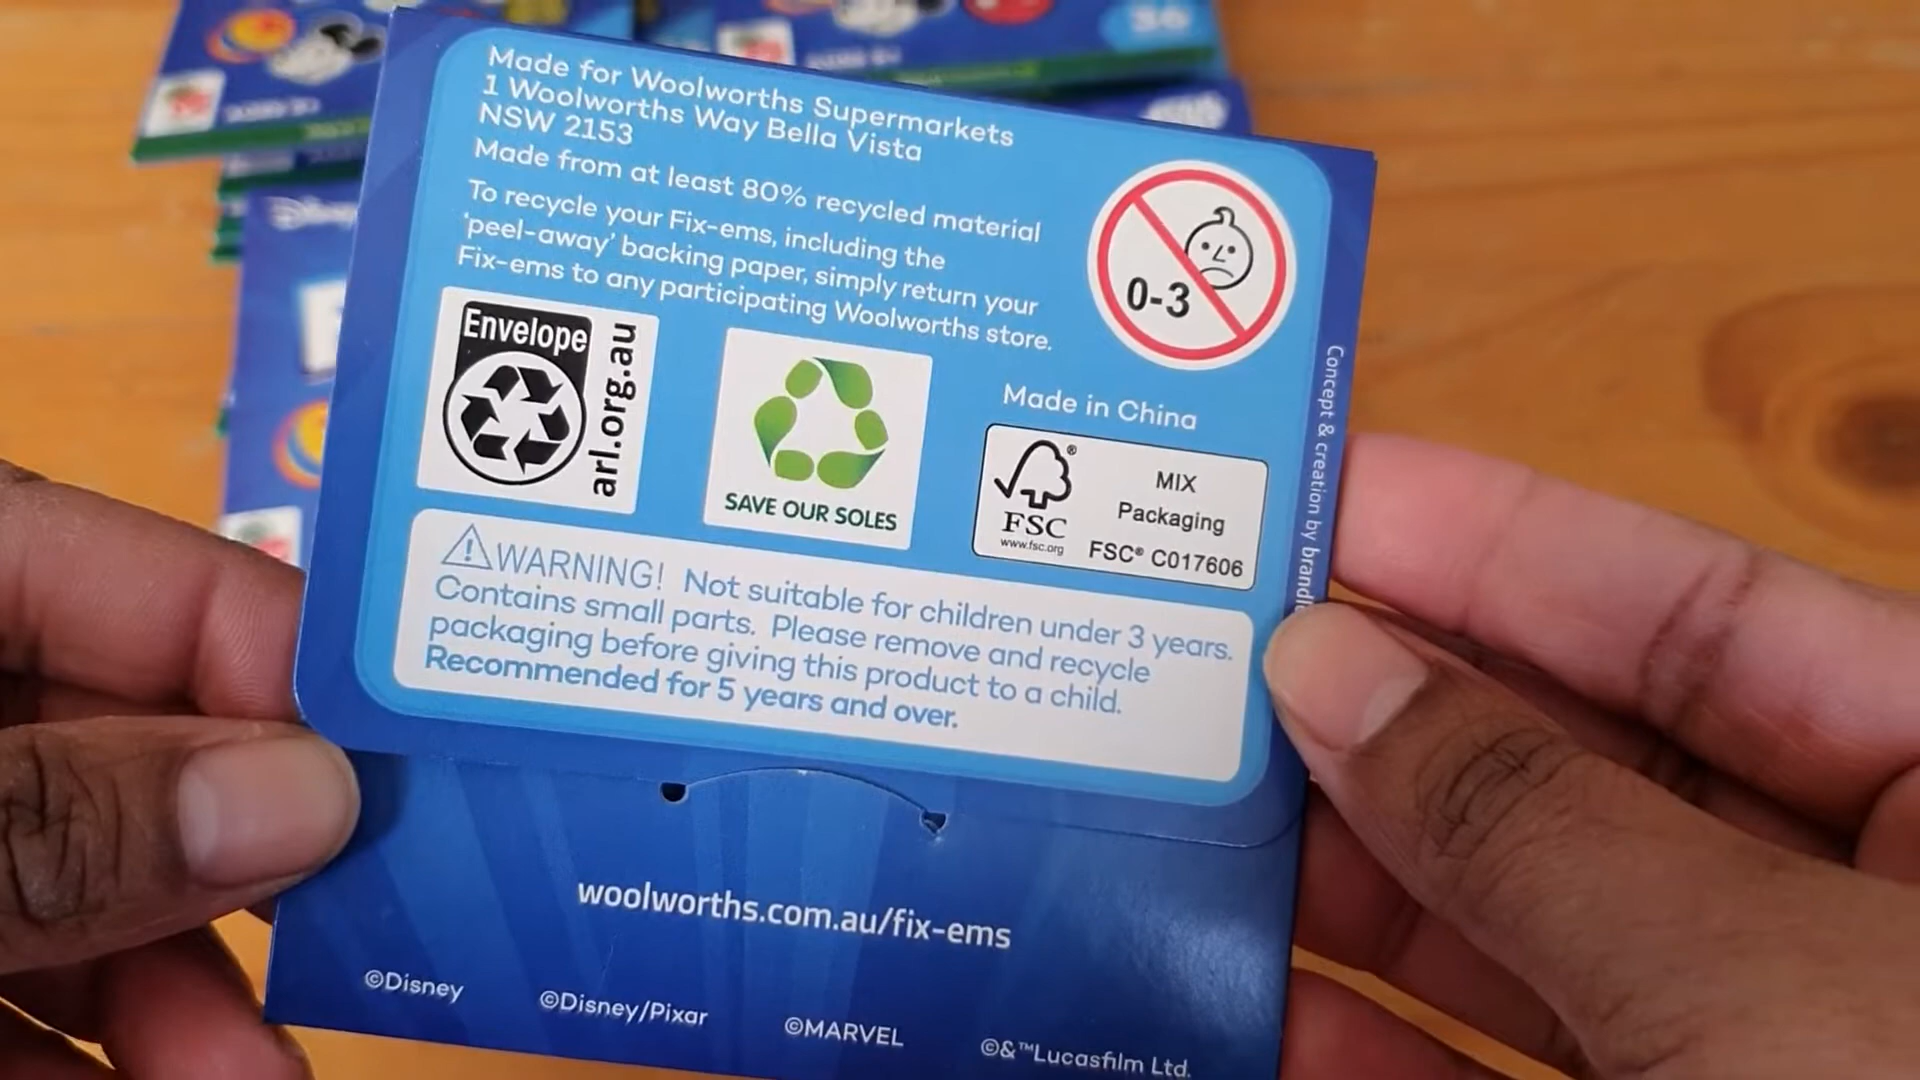 Made for Woolworths Supermarkets
1 Woolworths Way Bella Vista
NSW 2153
Made from at least 80% recycled material
To recycle your Fix-ems, including the
'peel-away' backing paper, simply return your
Fix-ems to any participating Woolworths store.
0-3
Envelope
arl.org.au
SAVE OUR SOLES
Made in China
FSC®
www.fsc.org
MIX
Packaging
FSC® C017606
Concept & creation by
⚠WARNING! Not suitable for children under 3 years.
Contains small parts. Please remove and recycle
packaging before giving this product to a child.
Recommended for 5 years and over.
woolworths.com.au/fix-ems
©Disney
©Disney/Pixar
©MARVEL
©&™Lucasfilm Ltd.
36